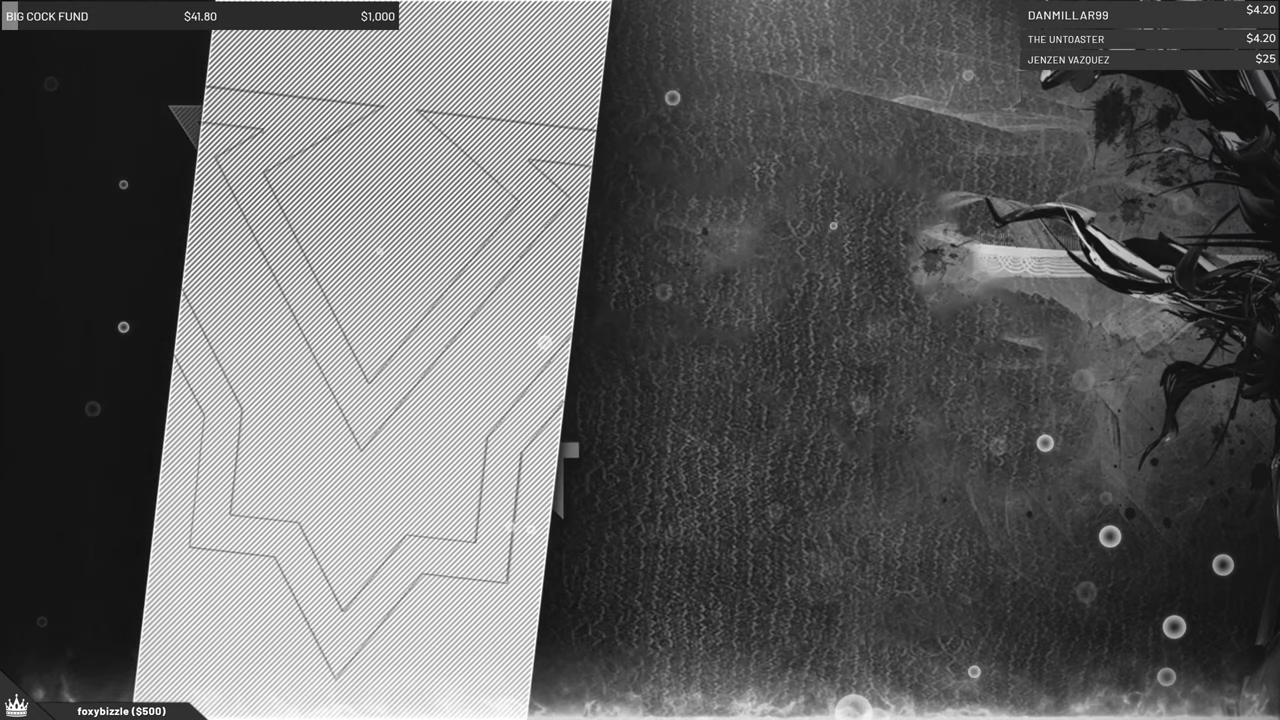 BIG COCK FUND $41.80 $1,000
DANMILLAR99 $4.20
THE UNTOASTER $4.20
JENZEN VAZQUEZ $25
foxybizzle ($500)